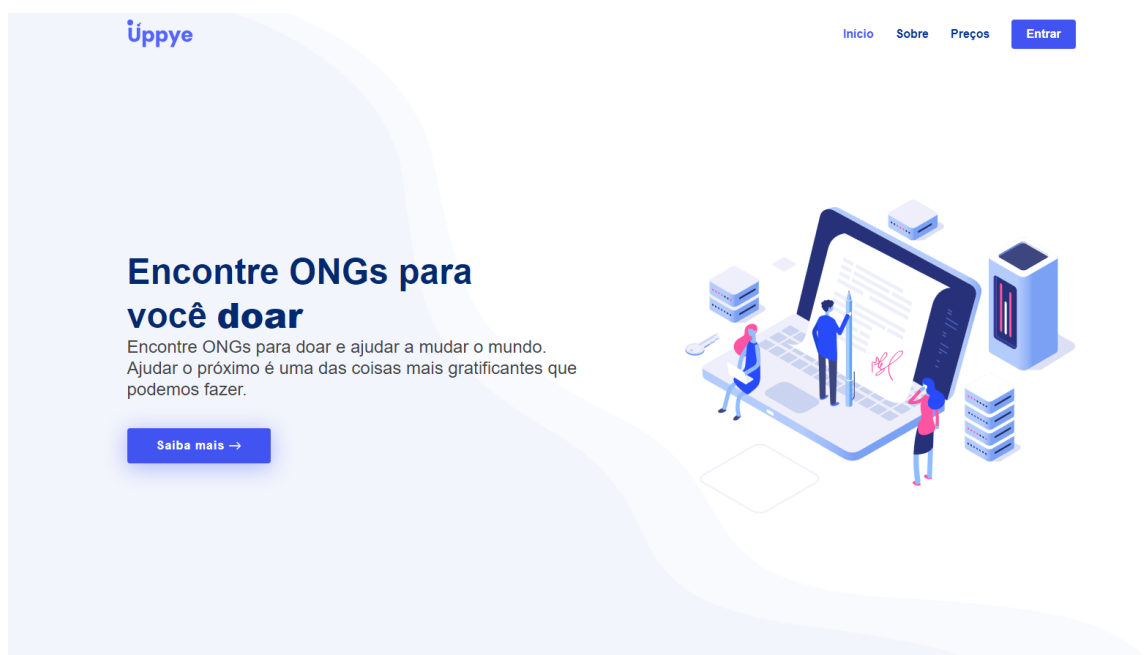 Úppye
Inicio
Sobre
Preços
Entrar
Encontre ONGs para
você doar
Encontre ONGs para doar e ajudar a mudar o mundo.
Ajudar o próximo é uma das coisas mais gratificantes que
podemos fazer.
Saiba mais →